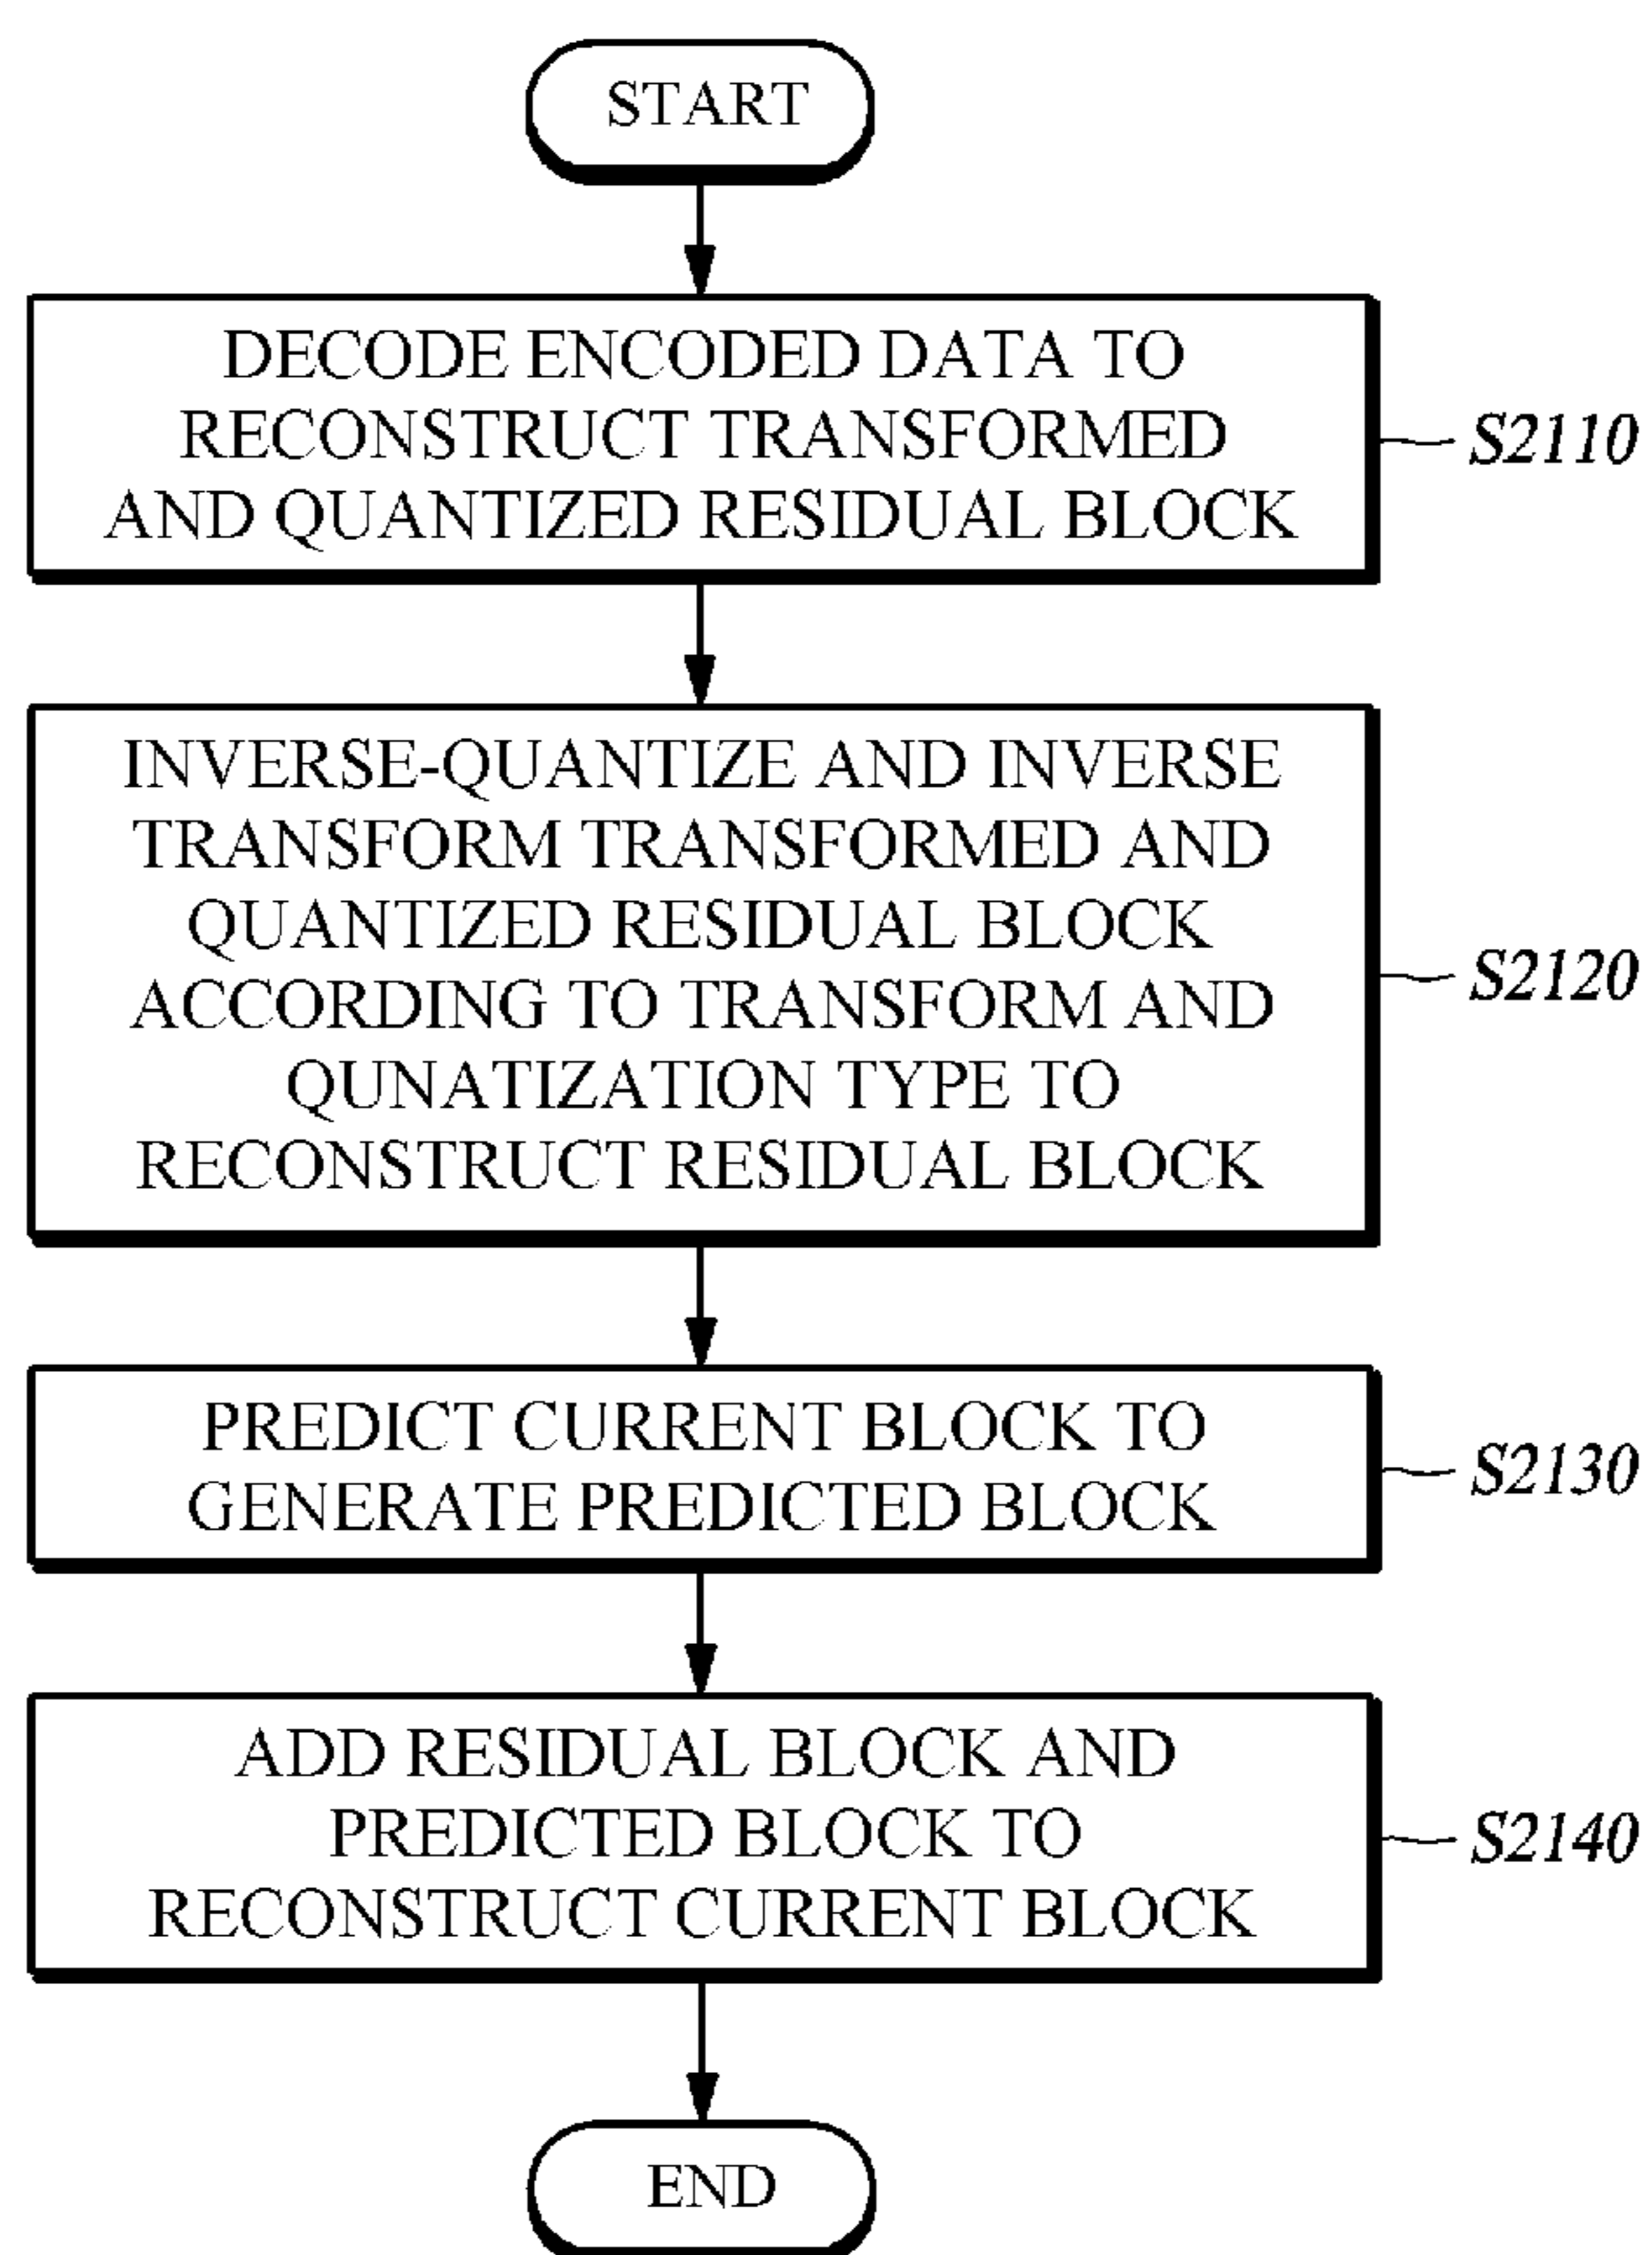 START
DECODE ENCODED DATA TO
RECONSTRUCT TRANSFORMED
AND QUANTIZED RESIDUAL BLOCK
S2110
INVERSE-QUANTIZE AND INVERSE
TRANSFORM TRANSFORMED AND
QUANTIZED RESIDUAL BLOCK
ACCORDING TO TRANSFORM AND
QUNATIZATION TYPE TO
RECONSTRUCT RESIDUAL BLOCK
S2120
PREDICT CURRENT BLOCK TO
GENERATE PREDICTED BLOCK
S2130
ADD RESIDUAL BLOCK AND
PREDICTED BLOCK TO
RECONSTRUCT CURRENT BLOCK
S2140
END